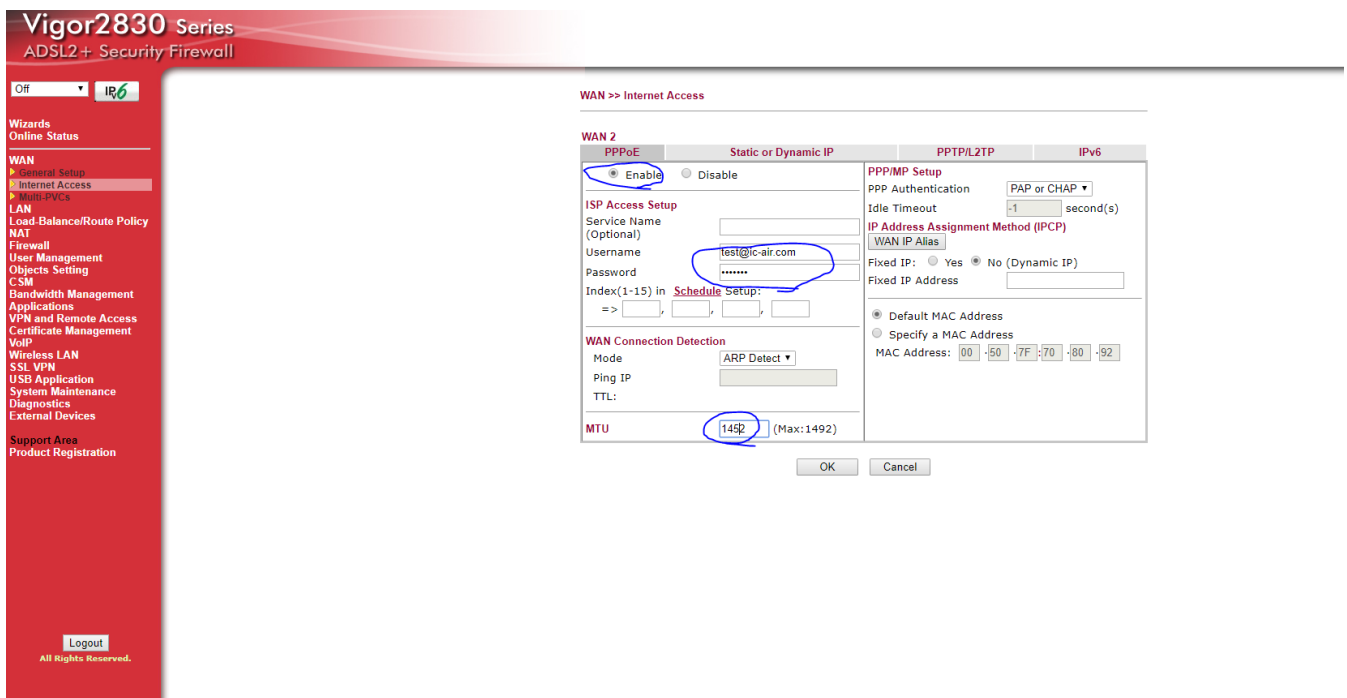 Vigor2830 Series
ADSL2+ Security Firewall
Off
IPv6
Wizards
Online Status
WAN
General Setup
Internet Access
Multi-PVCs
LAN
Load-Balance/Route Policy
NAT
Firewall
User Management
Objects Setting
CSM
Bandwidth Management
Applications
VPN and Remote Access
Certificate Management
VoIP
Wireless LAN
SSL VPN
USB Application
System Maintenance
Diagnostics
External Devices
Support Area
Product Registration
Logout
All Rights Reserved.
WAN >> Internet Access
WAN 2
PPPoE Static or Dynamic IP PPTP/L2TP IPv6
Enable Disable
ISP Access Setup
Service Name
(Optional)
Username test@ic-air.com
Password •••••••
Index(1-15) in Schedule Setup:
=> , , ,
WAN Connection Detection
Mode ARP Detect
Ping IP
TTL:
MTU 1452 (Max:1492)
PPP/MP Setup
PPP Authentication PAP or CHAP
Idle Timeout -1 second(s)
IP Address Assignment Method (IPCP)
WAN IP Alias
Fixed IP: Yes No (Dynamic IP)
Fixed IP Address
Default MAC Address
Specify a MAC Address
MAC Address: 00 ·50 ·7F :70 ·80 ·92
OK Cancel